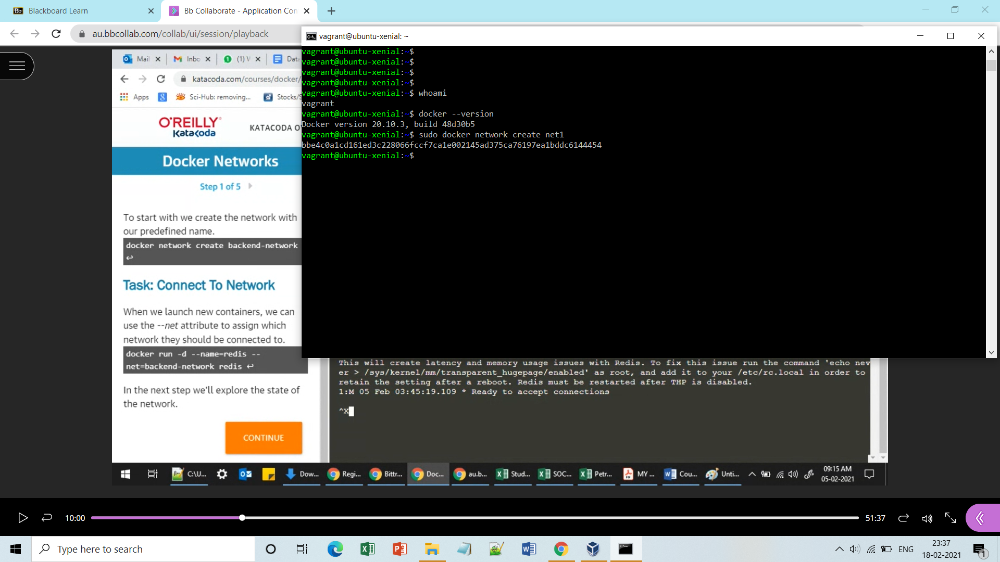 Blackboard Learn
Bb Collaborate - Application Con
au.bbcollab.com/collab/ui/session/playback
vagrant@ubuntu-xenial: ~
vagrant@ubuntu-xenial:~$
vagrant@ubuntu-xenial:~$
vagrant@ubuntu-xenial:~$
vagrant@ubuntu-xenial:~$
vagrant@ubuntu-xenial:~$ whoami
vagrant
vagrant@ubuntu-xenial:~$ docker --version
Docker version 20.10.3, build 48d30b5
vagrant@ubuntu-xenial:~$ sudo docker network create net1
bbe4c0a1cd161ed3c228066fccf7ca1e002145ad375ca76197ea1bddc6144454
vagrant@ubuntu-xenial:~$
Mail
Inbo
(1)
Data
katacoda.com/courses/docker/
Apps
Sci-Hub: removing...
Stocks/S
O'REILLY
Katacoda
KATACODA O
Docker Networks
Step 1 of 5
To start with we create the network with
our predefined name.
docker network create backend-network
↩
Task: Connect To Network
When we launch new containers, we can
use the --net attribute to assign which
network they should be connected to.
docker run -d --name=redis --
net=backend-network redis ↩
In the next step we'll explore the state of
the network.
CONTINUE
This will create latency and memory usage issues with Redis. To fix this issue run the command 'echo nev
er > /sys/kernel/mm/transparent_hugepage/enabled' as root, and add it to your /etc/rc.local in order to
retain the setting after a reboot. Redis must be restarted after THP is disabled.
1:M 05 Feb 03:45:19.109 * Ready to accept connections
^X
C:\U...
Dow...
Regi...
Bittr...
Doc...
au.b...
Stud...
SOC...
Petr...
MY ...
Cou...
Unti...
09:15 AM
05-02-2021
10:00
51:37
Type here to search
ENG
23:37
18-02-2021
1